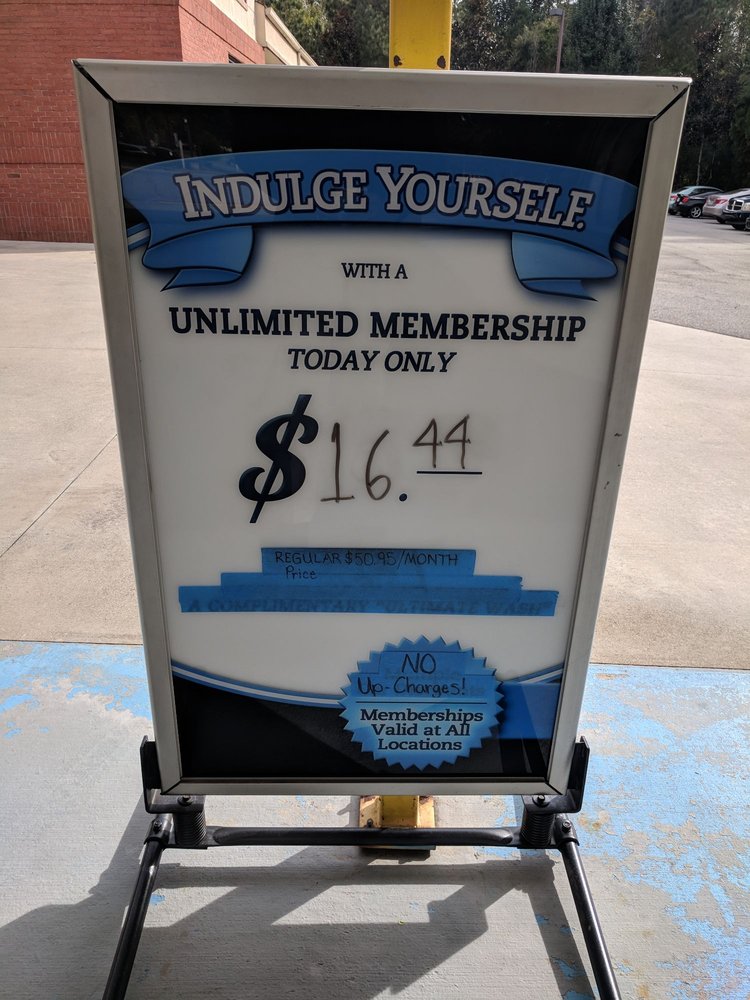 INDULGE YOURSELF.
WITH A
UNLIMITED MEMBERSHIP
TODAY ONLY
$16.44
REGULAR $50.95/MONTH
Price
A COMPLIMENTARY "ULTIMATE WASH"
NO
Up-Charges!
Memberships
Valid at All
Locations